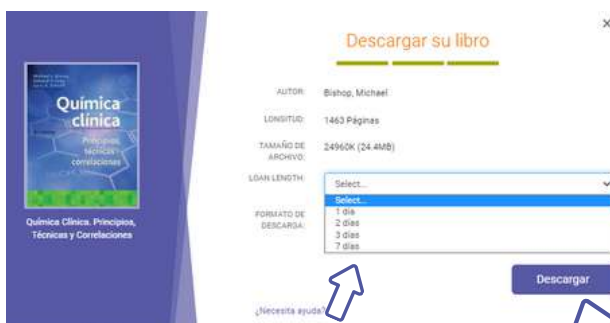 Descargar su libro
×
Química
clínica
Principios,
técnicas y
correlaciones
Química Clínica. Principios,
Técnicas y Correlaciones
AUTOR: Bishop, Michael
LONGITUD: 1463 Páginas
TAMAÑO DE
ARCHIVO: 24960K (24.4MB)
LOAN LENGTH: Select...
Select...
1 día
2 días
3 días
7 días
FORMATO DE
DESCARGA:
Descargar
¿Necesita ayuda?